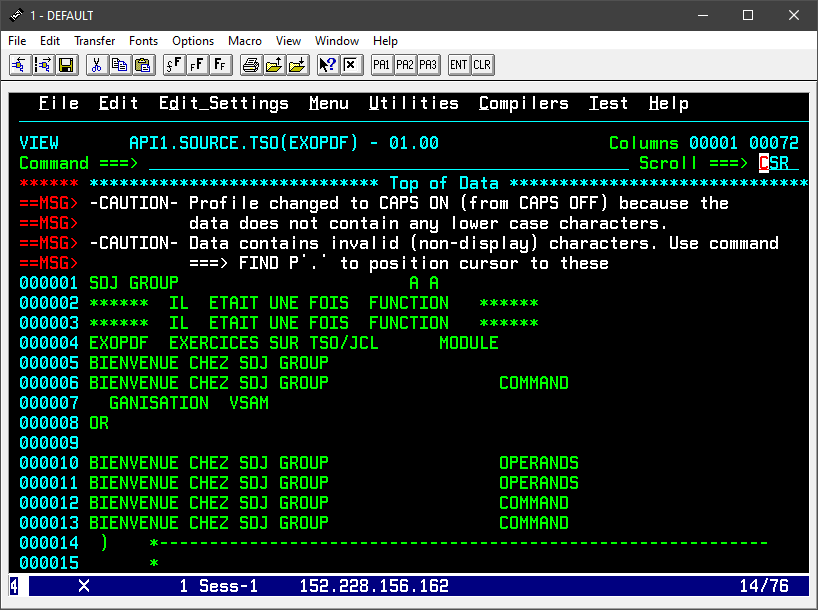 1 - DEFAULT
File Edit Transfer Fonts Options Macro View Window Help
PA1 PA2 PA3 ENT CLR
File Edit Edit_Settings Menu Utilities Compilers Test Help
VIEW API1.SOURCE.TSO(EXOPDF) - 01.00 Columns 00001 00072
Command ===> Scroll ===> CSR
****** ***************************** Top of Data ******************************
==MSG> -CAUTION- Profile changed to CAPS ON (from CAPS OFF) because the
==MSG> data does not contain any lower case characters.
==MSG> -CAUTION- Data contains invalid (non-display) characters. Use command
==MSG> ===> FIND P'.' to position cursor to these
000001 SDJ GROUP A A
000002 ****** IL ETAIT UNE FOIS FUNCTION ******
000003 ****** IL ETAIT UNE FOIS FUNCTION ******
000004 EXOPDF EXERCICES SUR TSO/JCL MODULE
000005 BIENVENUE CHEZ SDJ GROUP
000006 BIENVENUE CHEZ SDJ GROUP COMMAND
000007 GANISATION VSAM
000008 OR
000009
000010 BIENVENUE CHEZ SDJ GROUP OPERANDS
000011 BIENVENUE CHEZ SDJ GROUP OPERANDS
000012 BIENVENUE CHEZ SDJ GROUP COMMAND
000013 BIENVENUE CHEZ SDJ GROUP COMMAND
000014 ) *-------------------------------------------------------------
000015 *
4 X 1 Sess-1 152.228.156.162 14/76